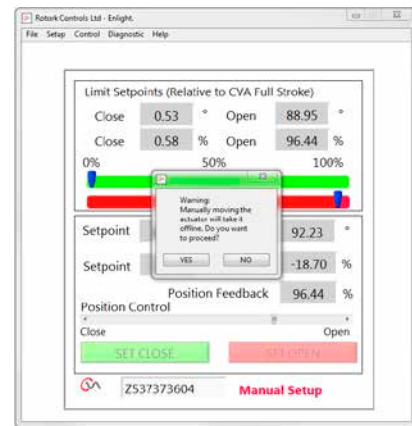 Rotork Controls Ltd - Enlight.
File Setup Control Diagnostic Help
Limit Setpoints (Relative to CVA Full Stroke)
Close 0.53 ° Open 88.95 °
Close 0.58 % Open 96.44 %
0% 50% 100%
Warning:
Manually moving the
actuator will take it
offline. Do you want
to proceed?
YES NO
Setpoint 92.23 °
Setpoint -18.70 %
Position Feedback 96.44 %
Position Control
Close Open
SET CLOSE SET OPEN
CVA Z537373604 Manual Setup